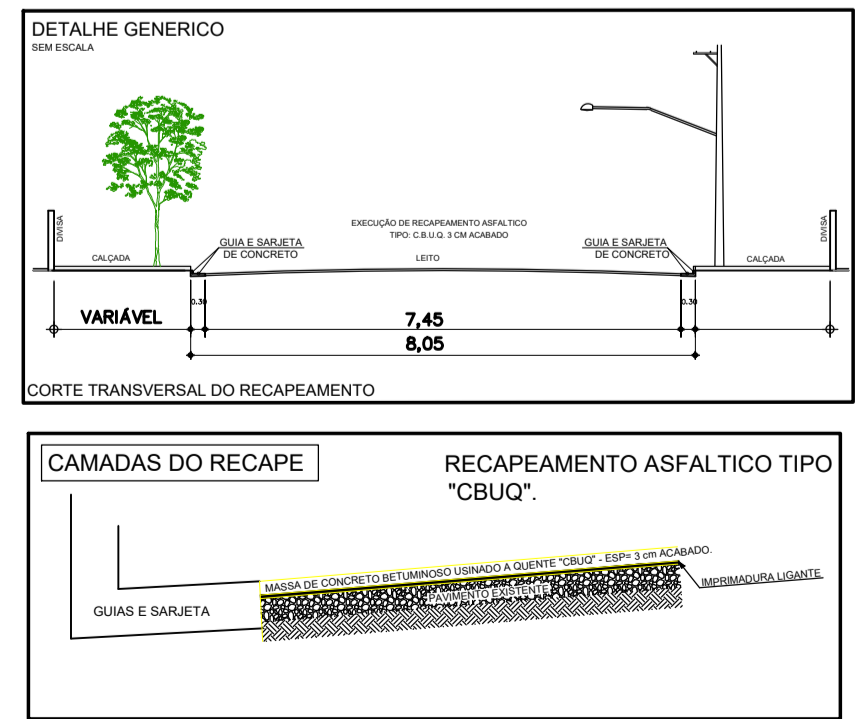 DETALHE GENERICO
SEM ESCALA
EXECUÇÃO DE RECAPEAMENTO ASFALTICO
TIPO: C.B.U.Q. 3 CM ACABADO
DIVISA
CALÇADA
GUIA E SARJETA
DE CONCRETO
LEITO
GUIA E SARJETA
DE CONCRETO
CALÇADA
DIVISA
0.30
0.30
VARIÁVEL
7,45
8,05
CORTE TRANSVERSAL DO RECAPEAMENTO
CAMADAS DO RECAPE
RECAPEAMENTO ASFALTICO TIPO
"CBUQ".
MASSA DE CONCRETO BETUMINOSO USINADO A QUENTE "CBUQ" - ESP= 3 cm ACABADO.
IMPRIMADURA LIGANTE
PAVIMENTO EXISTENTE
GUIAS E SARJETA